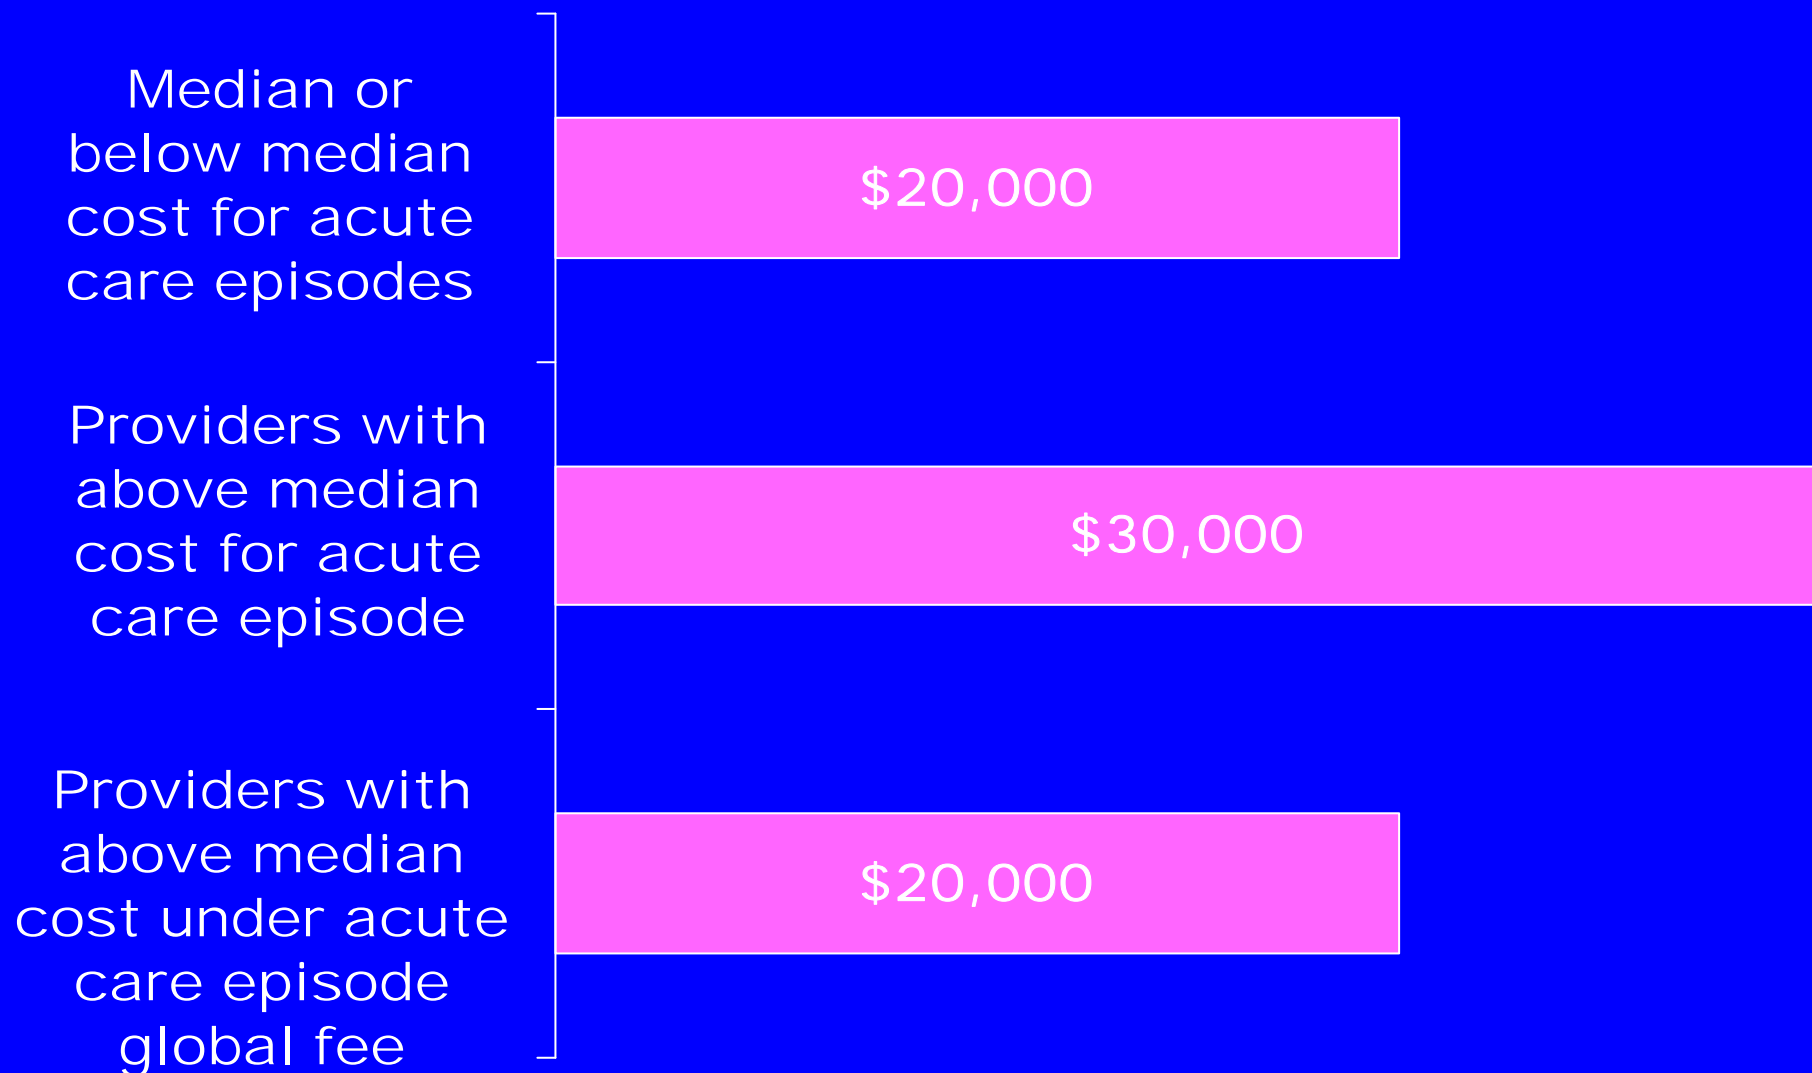 Median or
below median
cost for acute
care episodes
$20,000
Providers with
above median
cost for acute
care episode
$30,000
Providers with
above median
cost under acute
care episode
global fee
$20,000